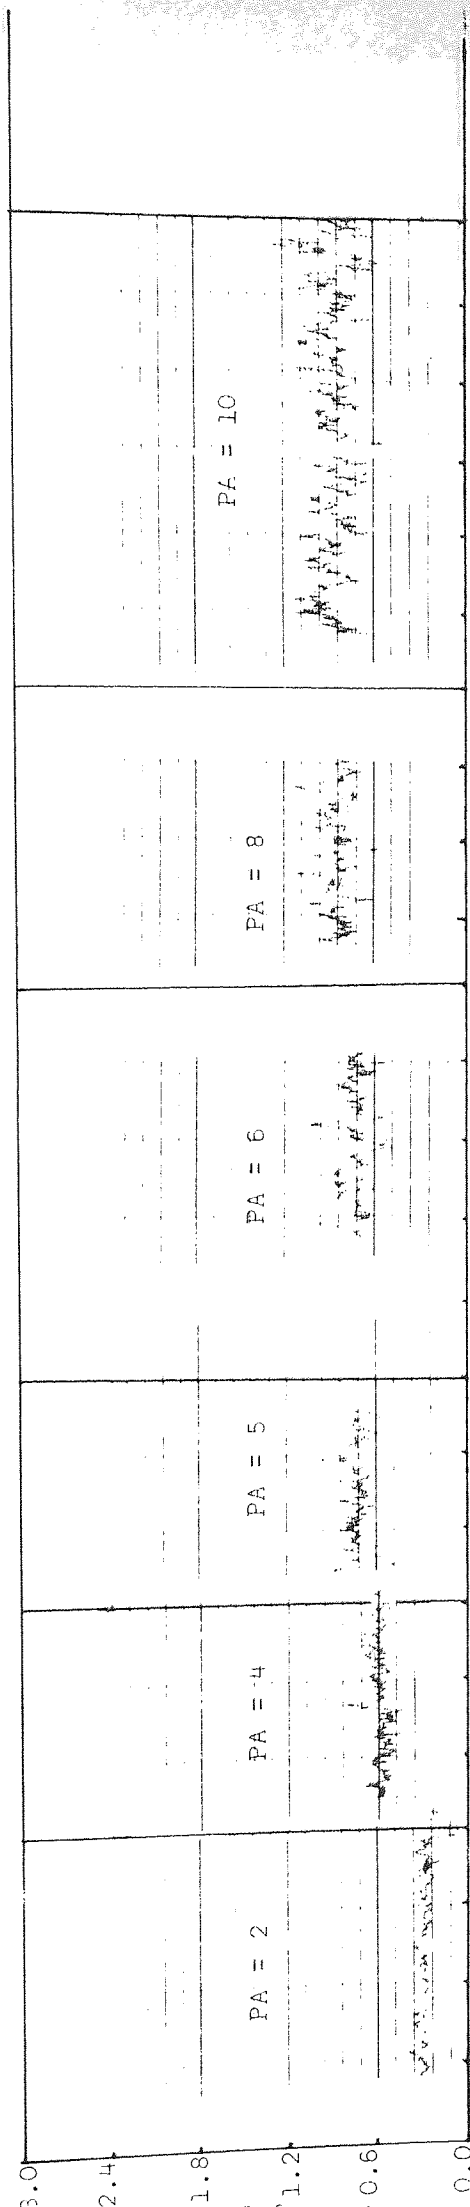 3.0
2.4
1.8
1.2
0.6
0.0
PA = 2
PA = 4
PA = 5
PA = 6
PA = 8
PA = 10